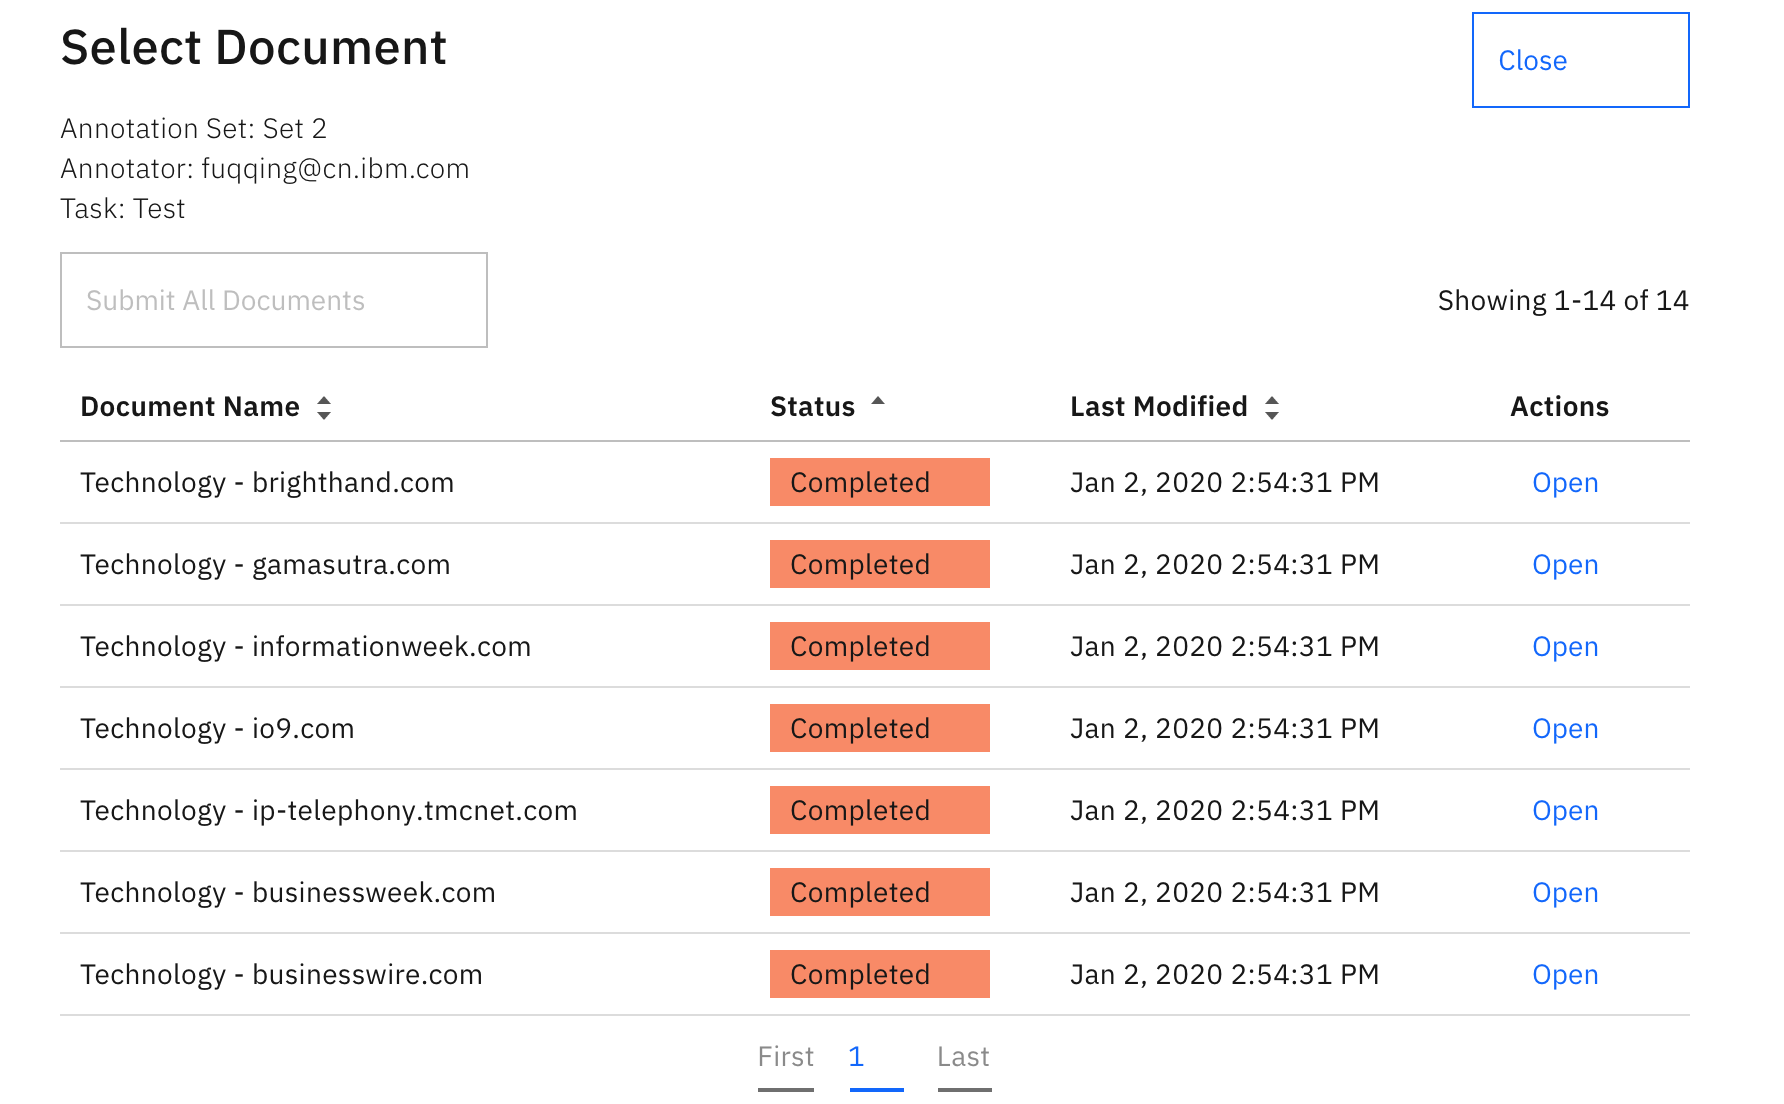 Select Document
Close
Annotation Set: Set 2
Annotator: fuqqing@cn.ibm.com
Task: Test
Submit All Documents
Showing 1-14 of 14
Document Name Status Last Modified Actions
Technology - brighthand.com Completed Jan 2, 2020 2:54:31 PM Open
Technology - gamasutra.com Completed Jan 2, 2020 2:54:31 PM Open
Technology - informationweek.com Completed Jan 2, 2020 2:54:31 PM Open
Technology - io9.com Completed Jan 2, 2020 2:54:31 PM Open
Technology - ip-telephony.tmcnet.com Completed Jan 2, 2020 2:54:31 PM Open
Technology - businessweek.com Completed Jan 2, 2020 2:54:31 PM Open
Technology - businesswire.com Completed Jan 2, 2020 2:54:31 PM Open
First 1 Last